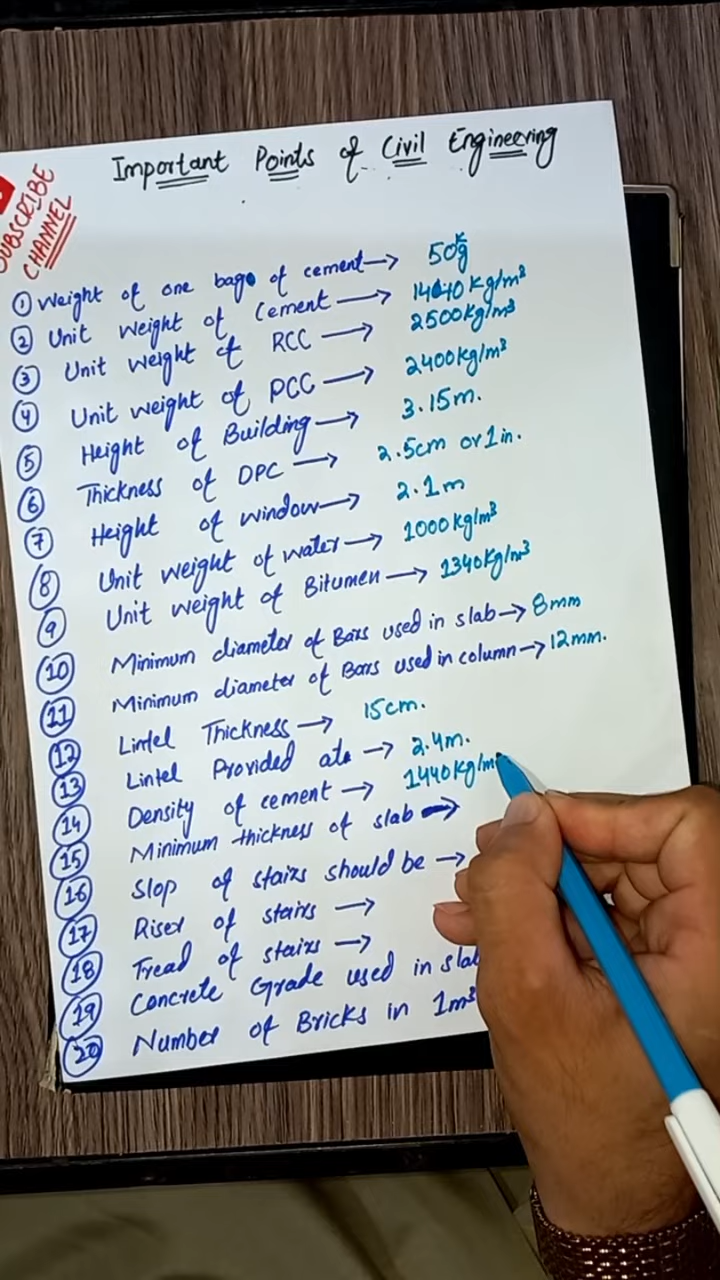 Important Points of Civil Engineering
SUBSCRIBE
CHANNEL
① Weight of one bag of cement → 50kg
② Unit weight of Cement → 1440 kg/m³
③ Unit weight of RCC → 2500kg/m³
④ Unit weight of PCC → 2400kg/m³
⑤ Height of Building → 3.15m.
⑥ Thickness of DPC → 2.5cm or 1in.
⑦ Height of window → 2.1m
⑧ Unit weight of water → 1000kg/m³
⑨ Unit weight of Bitumen → 1340kg/m³
⑩ Minimum diameter of Bars used in slab → 8mm
⑪ Minimum diameter of Bars used in column → 12mm.
⑫ Lintel Thickness → 15cm.
⑬ Lintel Provided at → 2.4m.
⑭ Density of cement → 1440kg/m
⑮ Minimum thickness of slab →
⑯ Slop of stairs should be →
⑰ Riser of stairs →
⑱ Tread of stairs →
⑲ Concrete Grade used in sla
⑳ Number of Bricks in 1m³